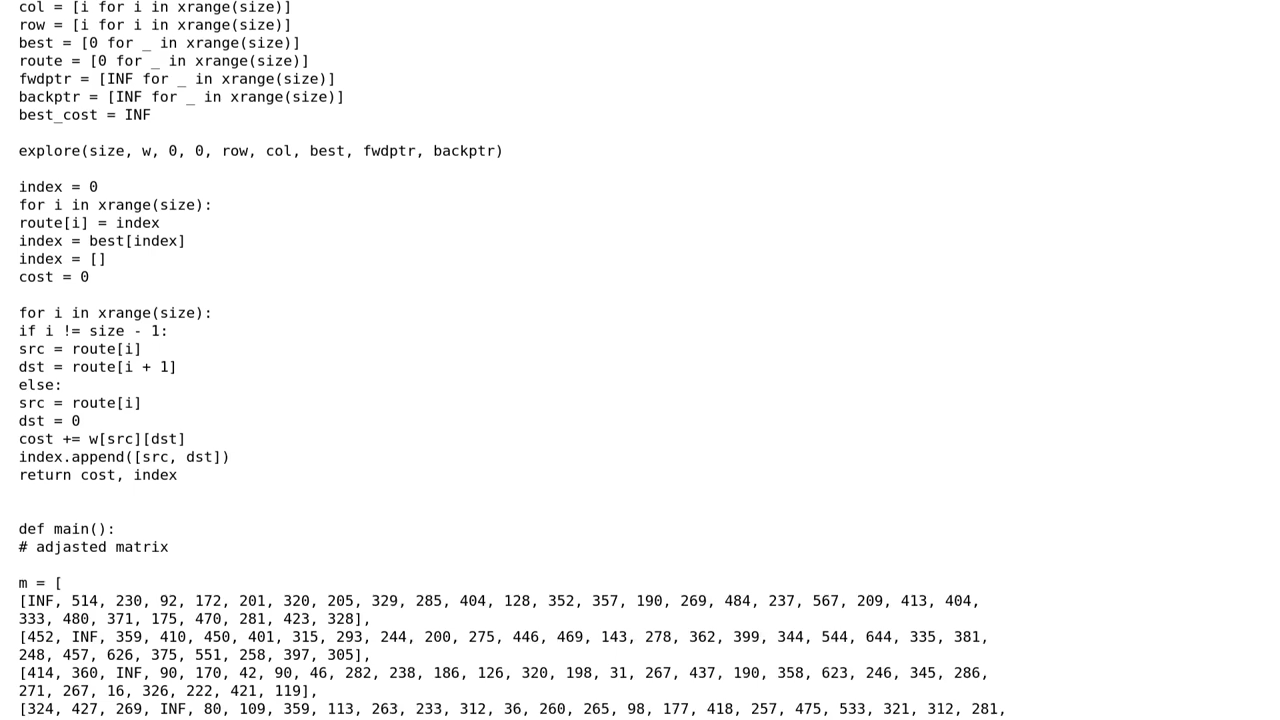 col = [i for i in xrange(size)]
row = [i for i in xrange(size)]
best = [0 for _ in xrange(size)]
route = [0 for _ in xrange(size)]
fwdptr = [INF for _ in xrange(size)]
backptr = [INF for _ in xrange(size)]
best_cost = INF
explore(size, w, 0, 0, row, col, best, fwdptr, backptr)
index = 0
for i in xrange(size):
route[i] = index
index = best[index]
index = []
cost = 0
for i in xrange(size):
if i != size - 1:
src = route[i]
dst = route[i + 1]
else:
src = route[i]
dst = 0
cost += w[src][dst]
index.append([src, dst])
return cost, index
def main():
# adjasted matrix
m = [
[INF, 514, 230, 92, 172, 201, 320, 205, 329, 285, 404, 128, 352, 357, 190, 269, 484, 237, 567, 209, 413, 404,
333, 480, 371, 175, 470, 281, 423, 328],
[452, INF, 359, 410, 450, 401, 315, 293, 244, 200, 275, 446, 469, 143, 278, 362, 399, 344, 544, 644, 335, 381,
248, 457, 626, 375, 551, 258, 397, 305],
[414, 360, INF, 90, 170, 42, 90, 46, 282, 238, 186, 126, 320, 198, 31, 267, 437, 190, 358, 623, 246, 345, 286,
271, 267, 16, 326, 222, 421, 119],
[324, 427, 269, INF, 80, 109, 359, 113, 263, 233, 312, 36, 260, 265, 98, 177, 418, 257, 475, 533, 321, 312, 281,